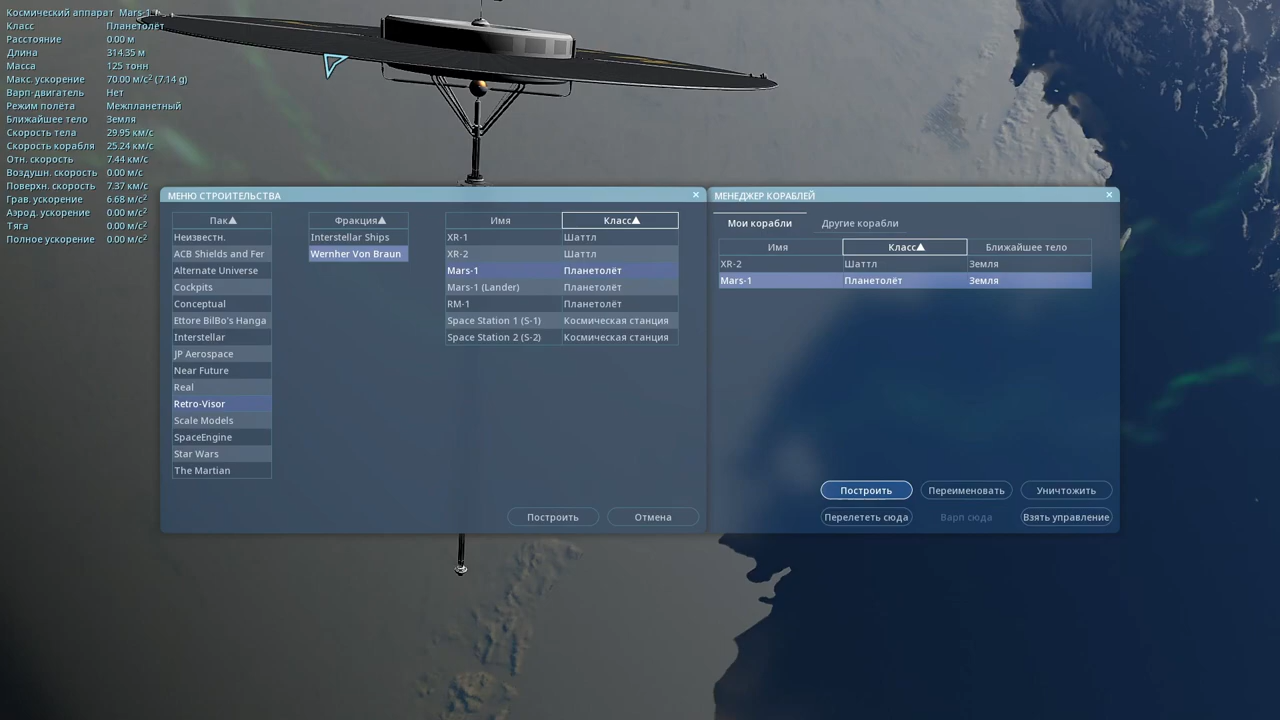 Космический аппарат Mars-1
Класс Планетолёт
Расстояние 0.00 м
Длина 314.35 м
Масса 125 тонн
Макс. ускорение 70.00 м/с² (7.14 g)
Варп-двигатель Нет
Режим полёта Межпланетный
Ближайшее тело Земля
Скорость тела 29.95 км/с
Скорость корабля 25.24 км/с
Отн. скорость 7.44 км/с
Воздушн. скорость 0.00 м/с
Поверхн. скорость 7.37 км/с
Грав. ускорение 6.68 м/с²
Аэрод. ускорение 0.00 м/с²
Тяга 0.00 м/с²
Полное ускорение 0.00 м/с²
МЕНЮ СТРОИТЕЛЬСТВА
Пак▲ Фракция▲ Имя Класс▲
Неизвестн. Interstellar Ships XR-1 Шаттл
ACB Shields and Fer Wernher Von Braun XR-2 Шаттл
Alternate Universe Mars-1 Планетолёт
Cockpits Mars-1 (Lander) Планетолёт
Conceptual RM-1 Планетолёт
Ettore BilBo's Hanga Space Station 1 (S-1) Космическая станция
Interstellar Space Station 2 (S-2) Космическая станция
JP Aerospace
Near Future
Real
Retro-Visor
Scale Models
SpaceEngine
Star Wars
The Martian
Построить Отмена
МЕНЕДЖЕР КОРАБЛЕЙ
Мои корабли Другие корабли
Имя Класс▲ Ближайшее тело
XR-2 Шаттл Земля
Mars-1 Планетолёт Земля
Построить Переименовать Уничтожить
Перелететь сюда Варп сюда Взять управление